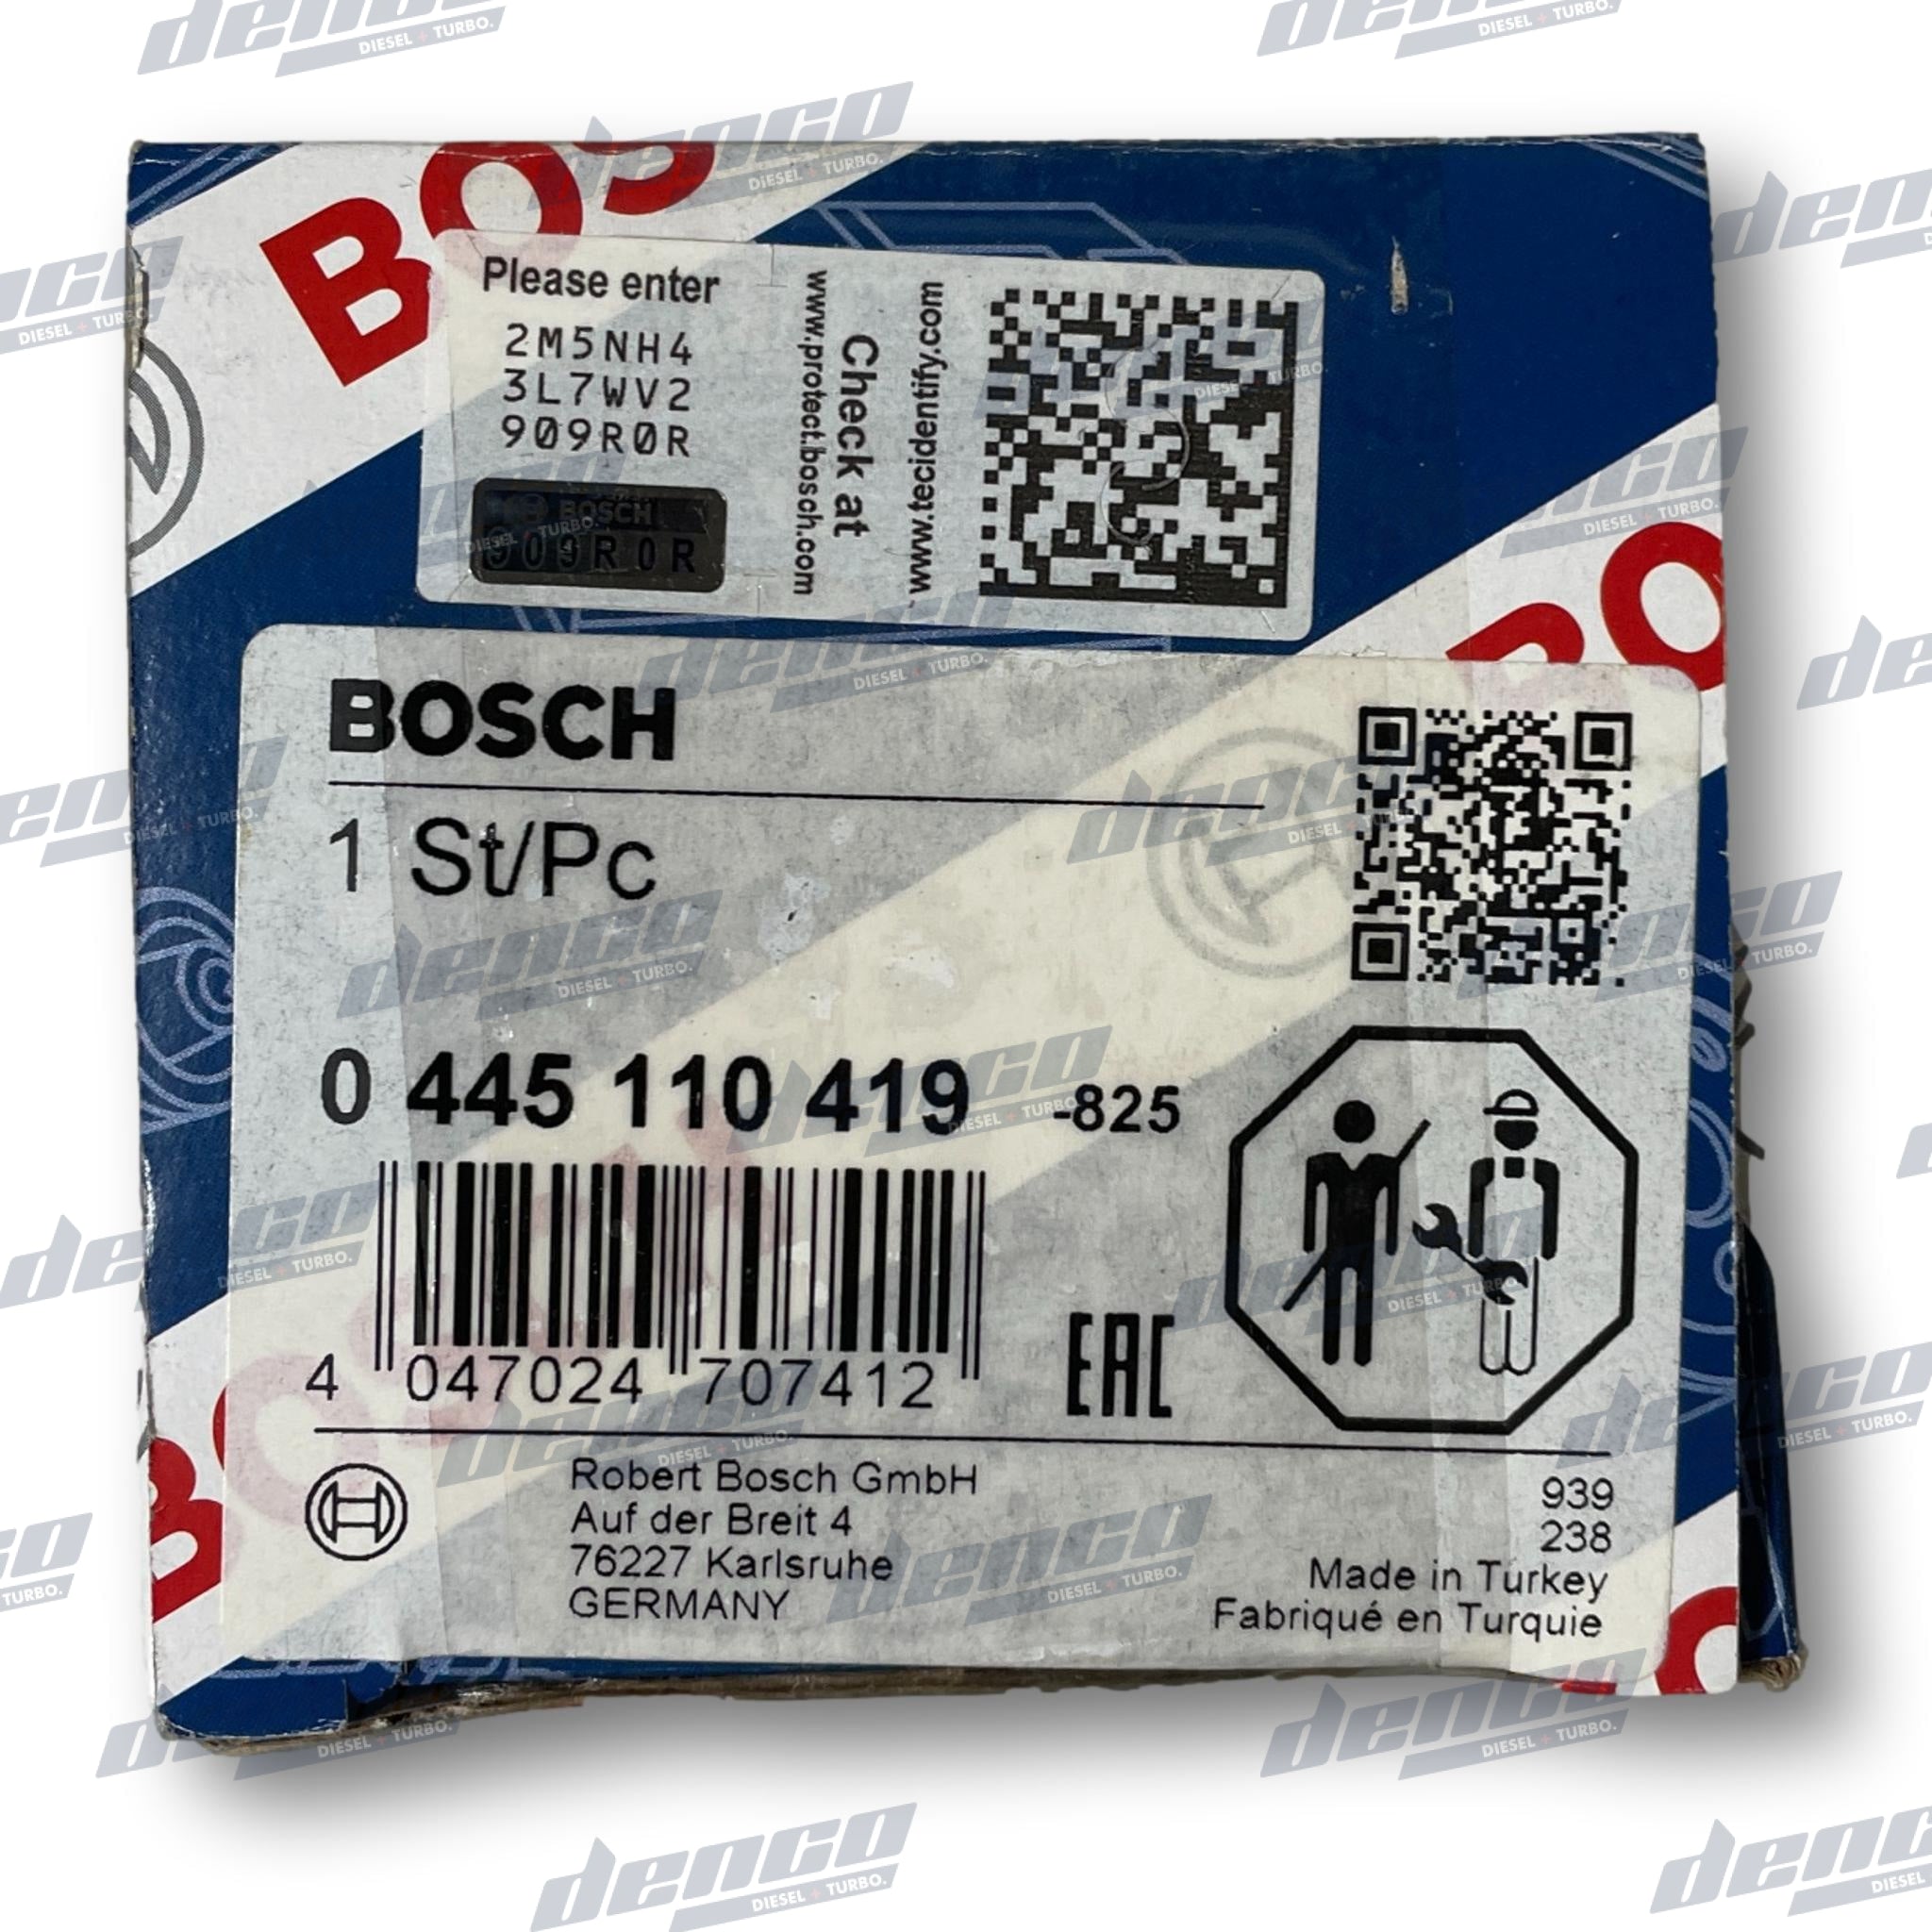 BOS
Please enter
2M5NH4
3L7WV2
909R0R
BOSCH
909R0R
www.protect.bosch.com
Check at
www.tecidentify.com
BO
BOSCH
1 St/Pc
0 445 110 419 -825
4 047024 707412
EAC
Robert Bosch GmbH
Auf der Breit 4
76227 Karlsruhe
GERMANY
939
238
Made in Turkey
Fabriqué en Turquie
denco
DIESEL + TURBO.